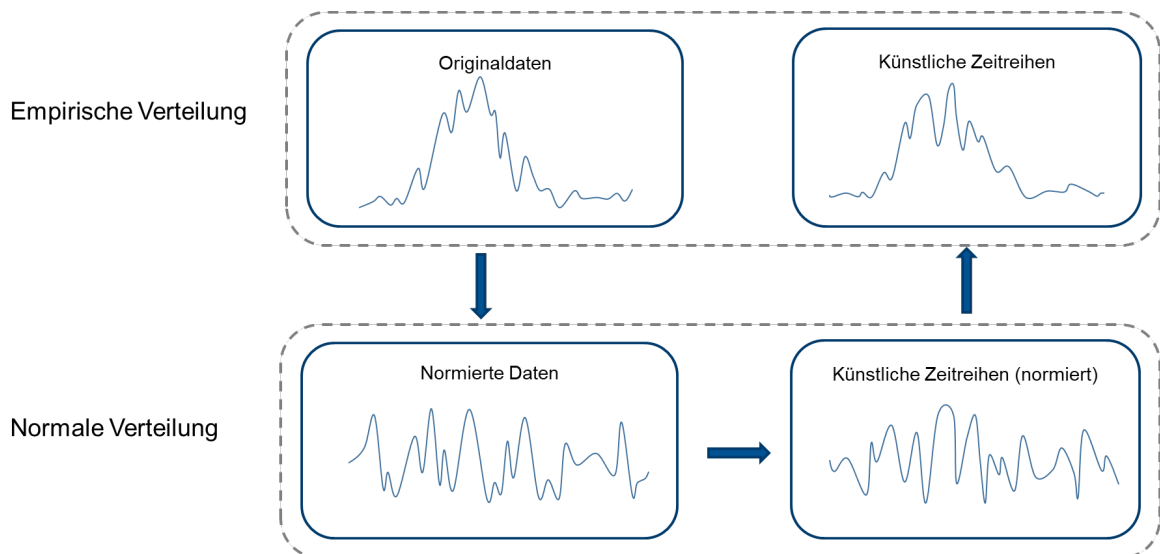 Originaldaten
Künstliche Zeitreihen
Empirische Verteilung
Normierte Daten
Künstliche Zeitreihen (normiert)
Normale Verteilung